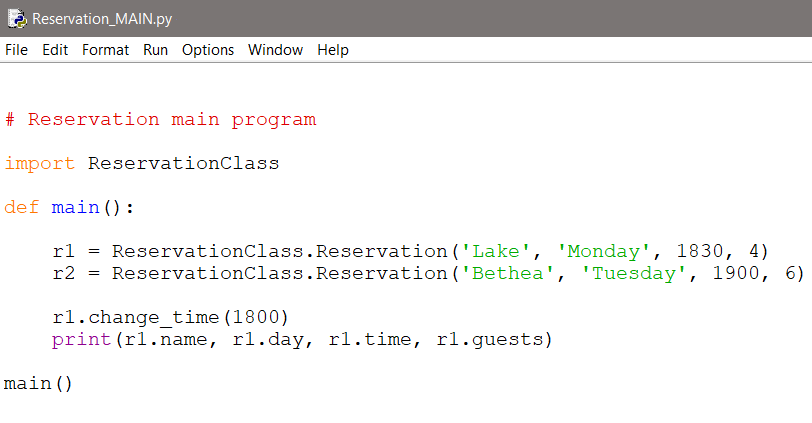 Reservation_MAIN.py
File Edit Format Run Options Window Help
# Reservation main program
import ReservationClass
def main():
    r1 = ReservationClass.Reservation('Lake', 'Monday', 1830, 4)
    r2 = ReservationClass.Reservation('Bethea', 'Tuesday', 1900, 6)
    r1.change_time(1800)
    print(r1.name, r1.day, r1.time, r1.guests)
main()